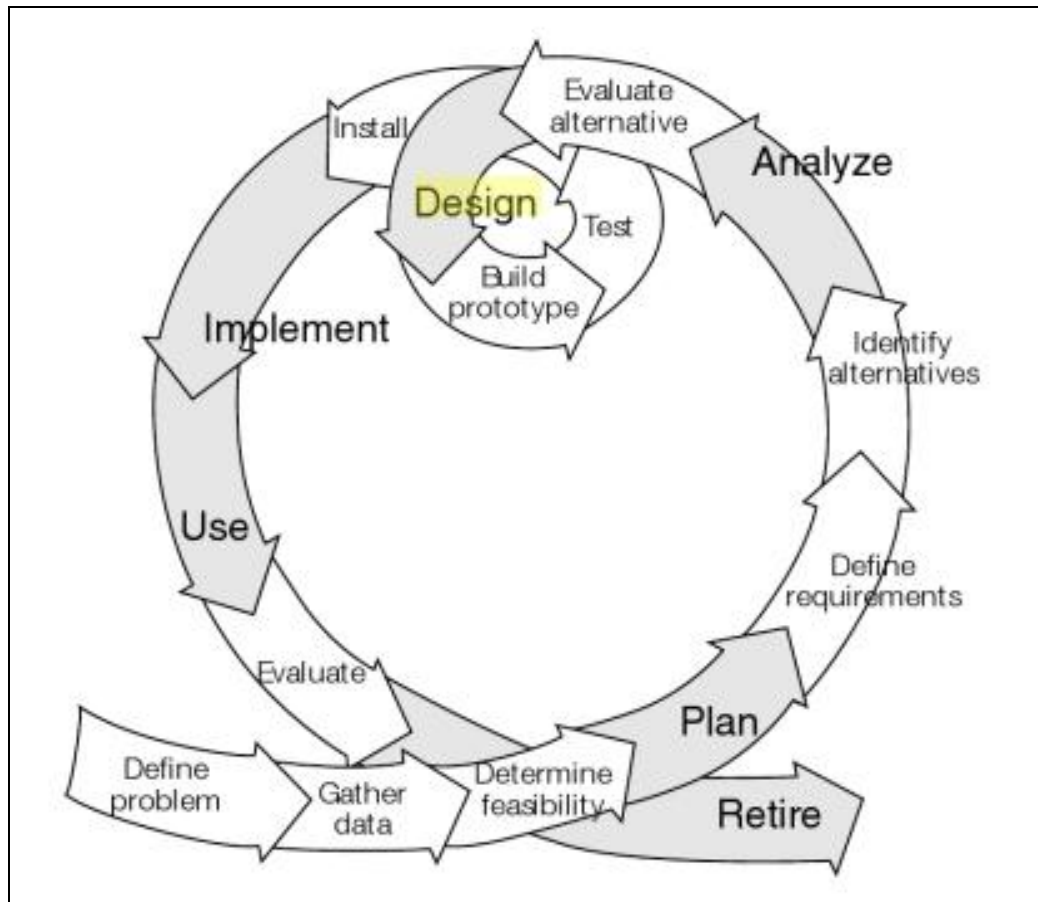 Define
problem
Gather
data
Determine
feasibility
Plan
Define
requirements
Identify
alternatives
Analyze
Evaluate
alternative
Design
Build
prototype
Test
Install
Implement
Use
Evaluate
Retire